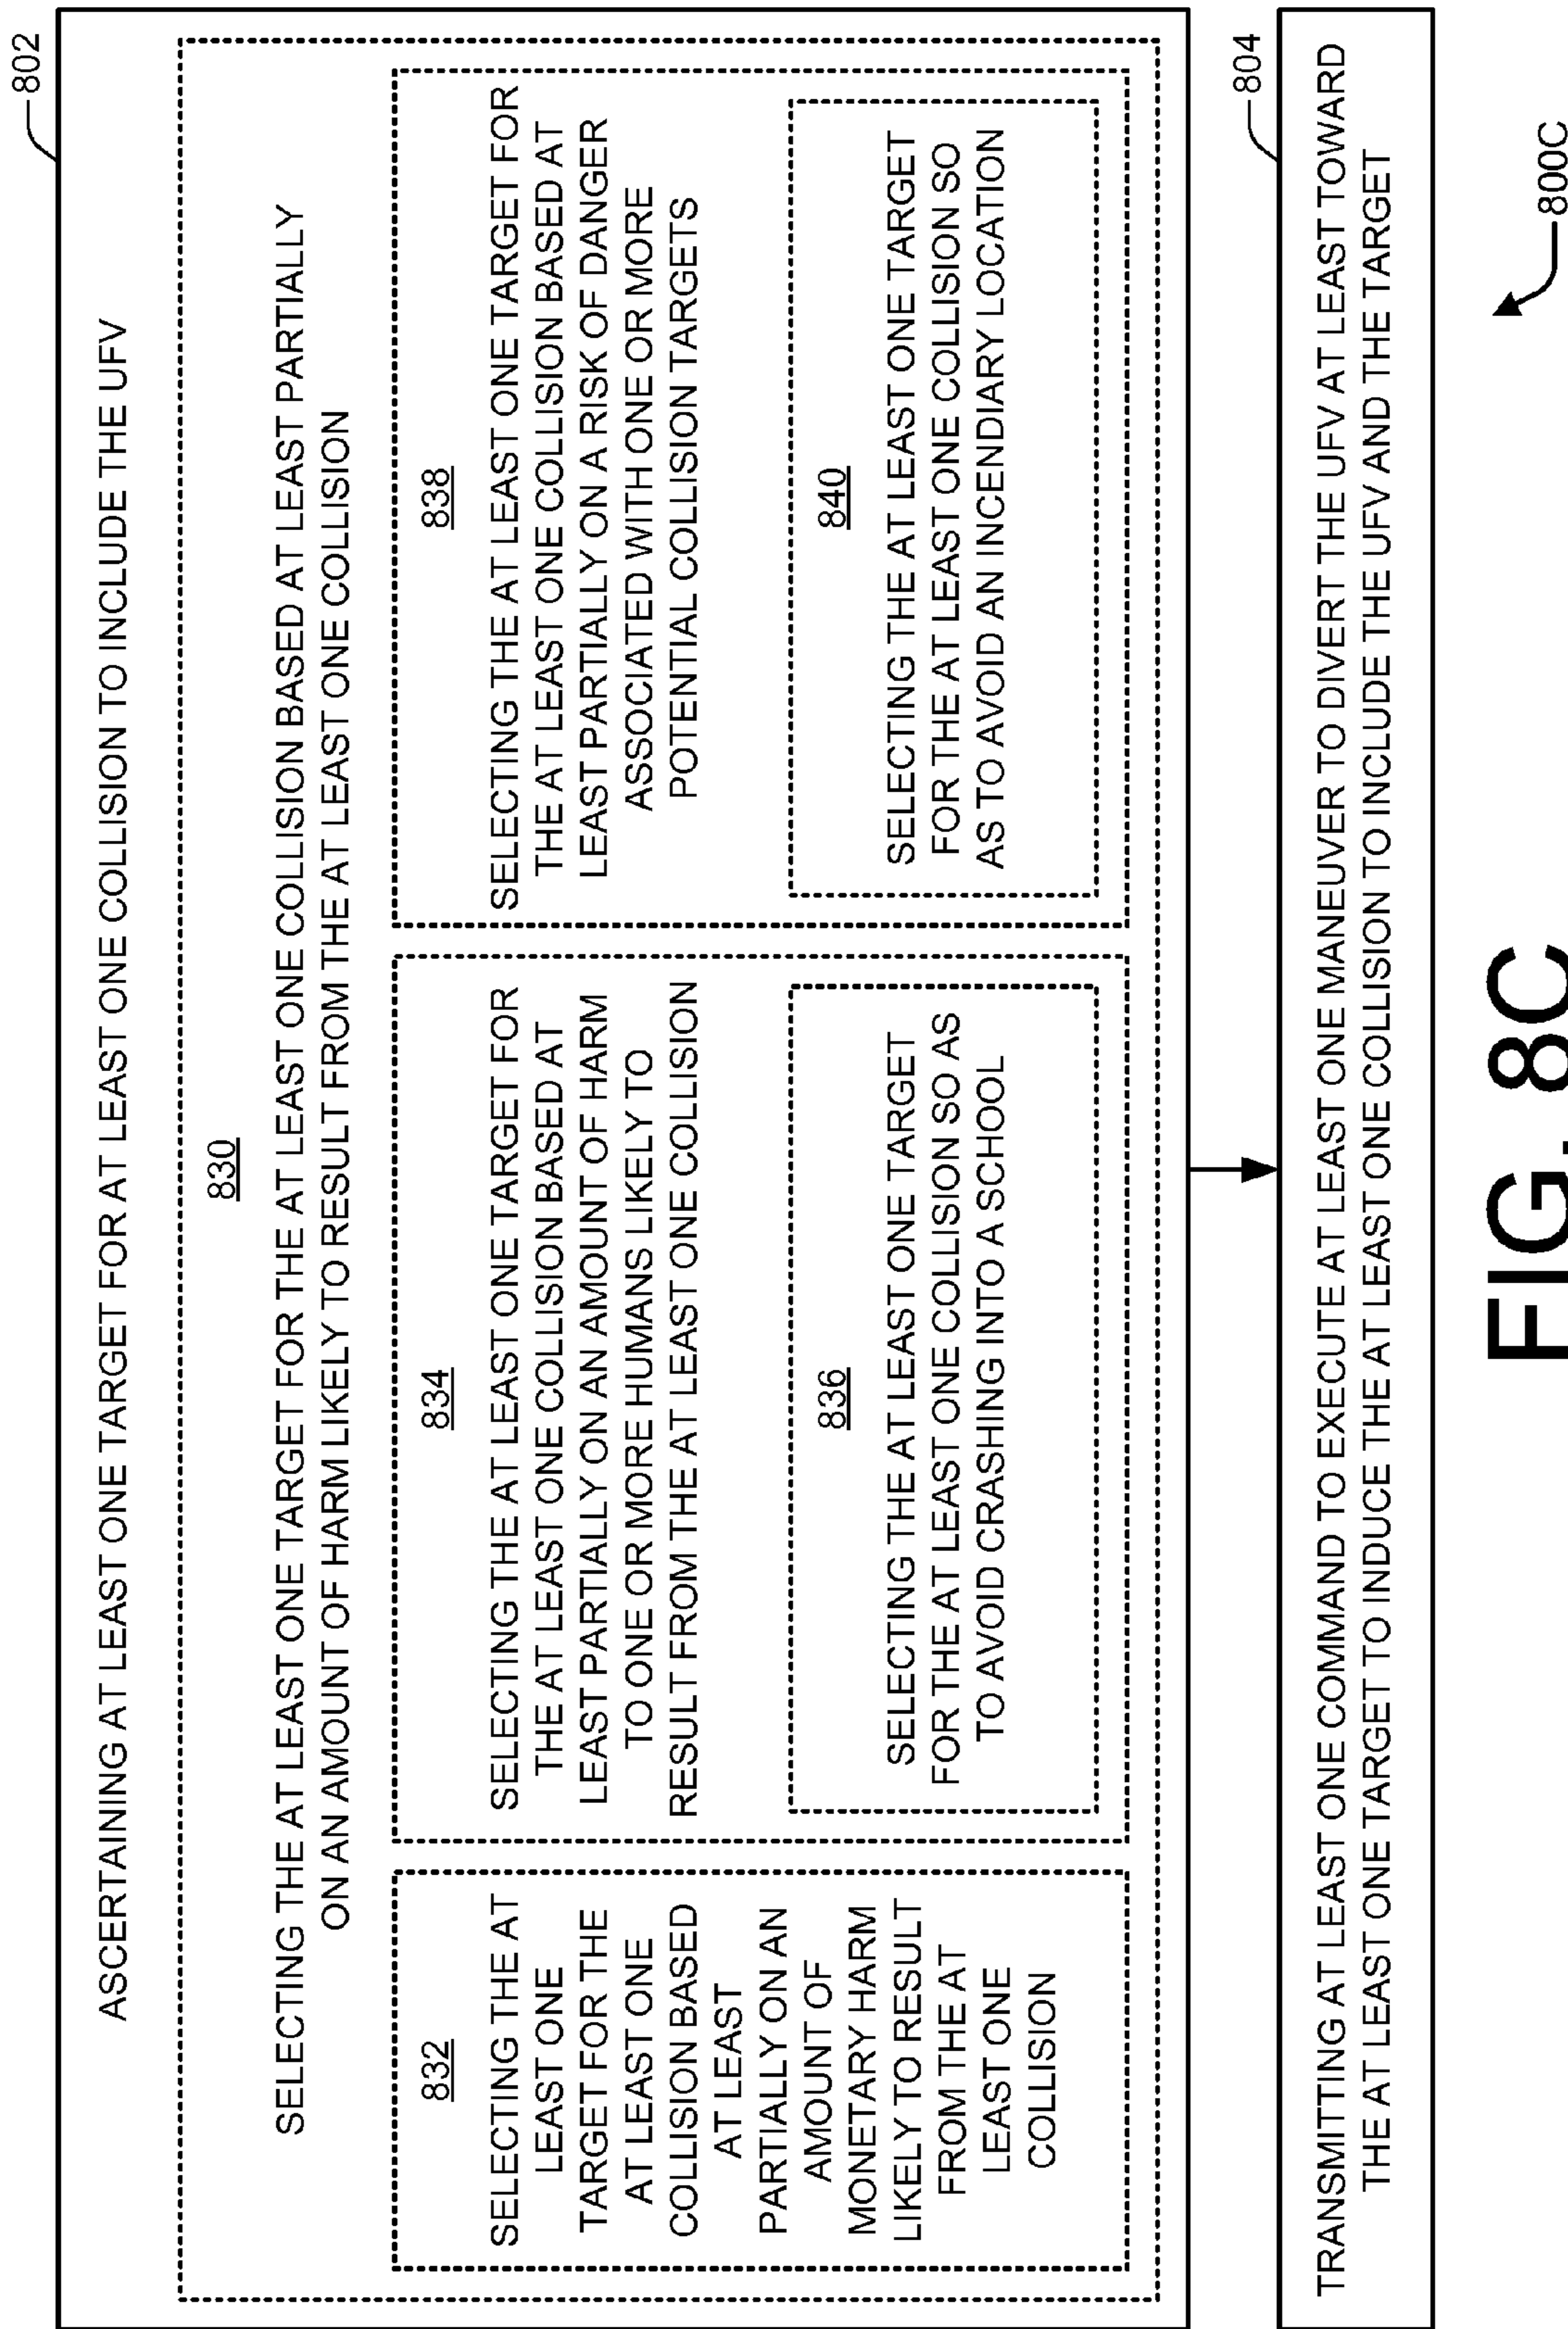 802
ASCERTAINING AT LEAST ONE TARGET FOR AT LEAST ONE COLLISION TO INCLUDE THE UFV
830
SELECTING THE AT LEAST ONE TARGET FOR THE AT LEAST ONE COLLISION BASED AT LEAST PARTIALLY
ON AN AMOUNT OF HARM LIKELY TO RESULT FROM THE AT LEAST ONE COLLISION
832
SELECTING THE AT
LEAST ONE
TARGET FOR THE
AT LEAST ONE
COLLISION BASED
AT LEAST
PARTIALLY ON AN
AMOUNT OF
MONETARY HARM
LIKELY TO RESULT
FROM THE AT
LEAST ONE
COLLISION
834
SELECTING THE AT LEAST ONE TARGET FOR
THE AT LEAST ONE COLLISION BASED AT
LEAST PARTIALLY ON AN AMOUNT OF HARM
TO ONE OR MORE HUMANS LIKELY TO
RESULT FROM THE AT LEAST ONE COLLISION
836
SELECTING THE AT LEAST ONE TARGET
FOR THE AT LEAST ONE COLLISION SO AS
TO AVOID CRASHING INTO A SCHOOL
838
SELECTING THE AT LEAST ONE TARGET FOR
THE AT LEAST ONE COLLISION BASED AT
LEAST PARTIALLY ON A RISK OF DANGER
ASSOCIATED WITH ONE OR MORE
POTENTIAL COLLISION TARGETS
840
SELECTING THE AT LEAST ONE TARGET
FOR THE AT LEAST ONE COLLISION SO
AS TO AVOID AN INCENDIARY LOCATION
804
TRANSMITTING AT LEAST ONE COMMAND TO EXECUTE AT LEAST ONE MANEUVER TO DIVERT THE UFV AT LEAST TOWARD
THE AT LEAST ONE TARGET TO INDUCE THE AT LEAST ONE COLLISION TO INCLUDE THE UFV AND THE TARGET
800C
FIG. 8C